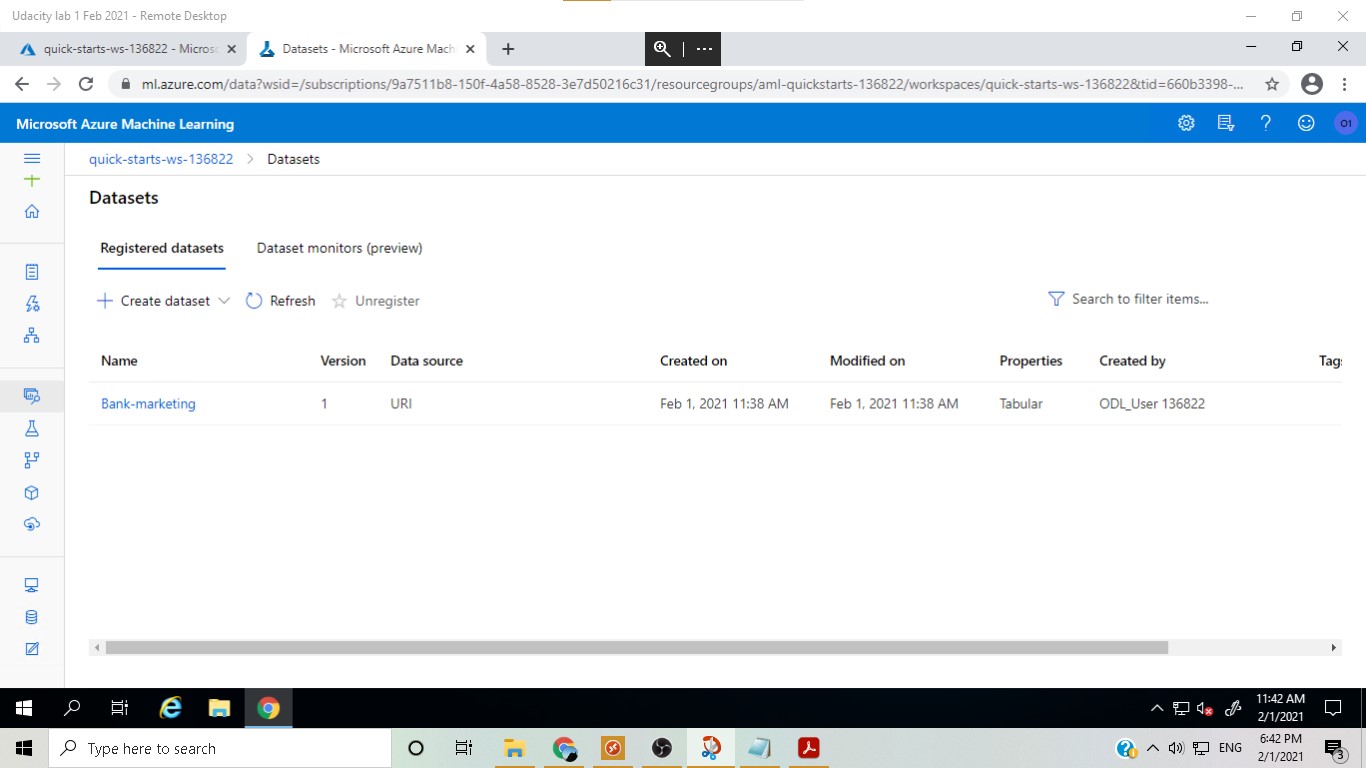 Udacity lab 1 Feb 2021 - Remote Desktop
quick-starts-ws-136822 - Micros
Datasets - Microsoft Azure Mach
ml.azure.com/data?wsid=/subscriptions/9a7511b8-150f-4a58-8528-3e7d50216c31/resourcegroups/aml-quickstarts-136822/workspaces/quick-starts-ws-136822&tid=660b3398-...
Microsoft Azure Machine Learning
O1
quick-starts-ws-136822 > Datasets
Datasets
Registered datasets Dataset monitors (preview)
Create dataset Refresh Unregister Search to filter items...
Name Version Data source Created on Modified on Properties Created by Tags
Bank-marketing 1 URI Feb 1, 2021 11:38 AM Feb 1, 2021 11:38 AM Tabular ODL_User 136822
11:42 AM
2/1/2021
Type here to search
ENG
6:42 PM
2/1/2021
3